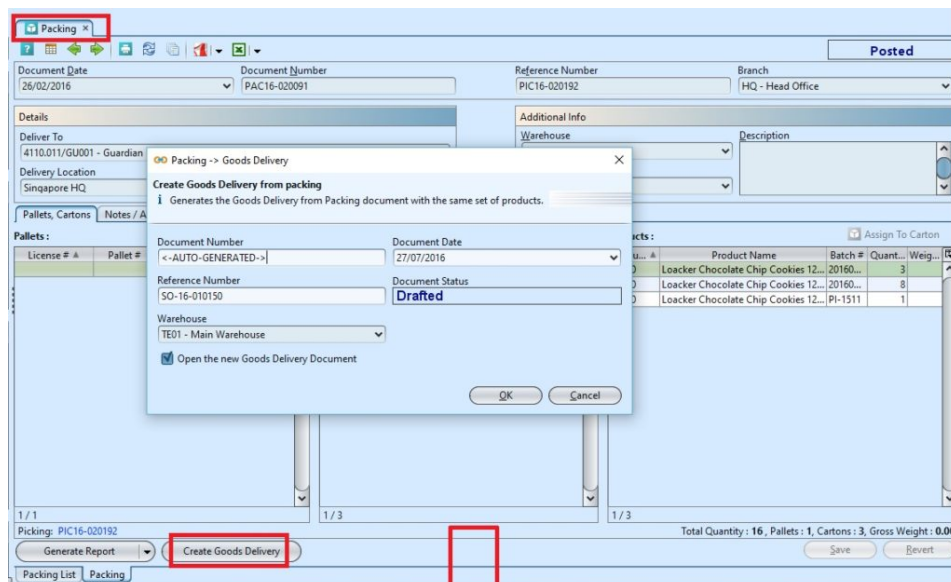 Packing
Posted
Document Date
Document Number
Reference Number
Branch
26/02/2016
PAC16-020091
PIC16-020192
HQ - Head Office
Details
Additional Info
Deliver To
Warehouse
Description
4110.011/GU001 - Guardian
Delivery Location
Singapore HQ
Packing -> Goods Delivery
Create Goods Delivery from packing
Generates the Goods Delivery from Packing document with the same set of products.
Document Number
Document Date
<-AUTO-GENERATED->
27/07/2016
Reference Number
Document Status
SO-16-010150
Drafted
Warehouse
TE01 - Main Warehouse
Open the new Goods Delivery Document
OK
Cancel
Pallets, Cartons
Notes / A
Pallets :
ucts :
Assign To Carton
License #
Pallet #
u...
Product Name
Batch #
Quant...
Weig...
Loacker Chocolate Chip Cookies 12... 20160... 3
Loacker Chocolate Chip Cookies 12... 20160... 8
Loacker Chocolate Chip Cookies 12... PI-1511 1
1 / 1
1 / 3
1 / 3
Picking: PIC16-020192
Total Quantity : 16 , Pallets : 1, Cartons : 3, Gross Weight : 0.00
Generate Report
Create Goods Delivery
Save
Revert
Packing List
Packing